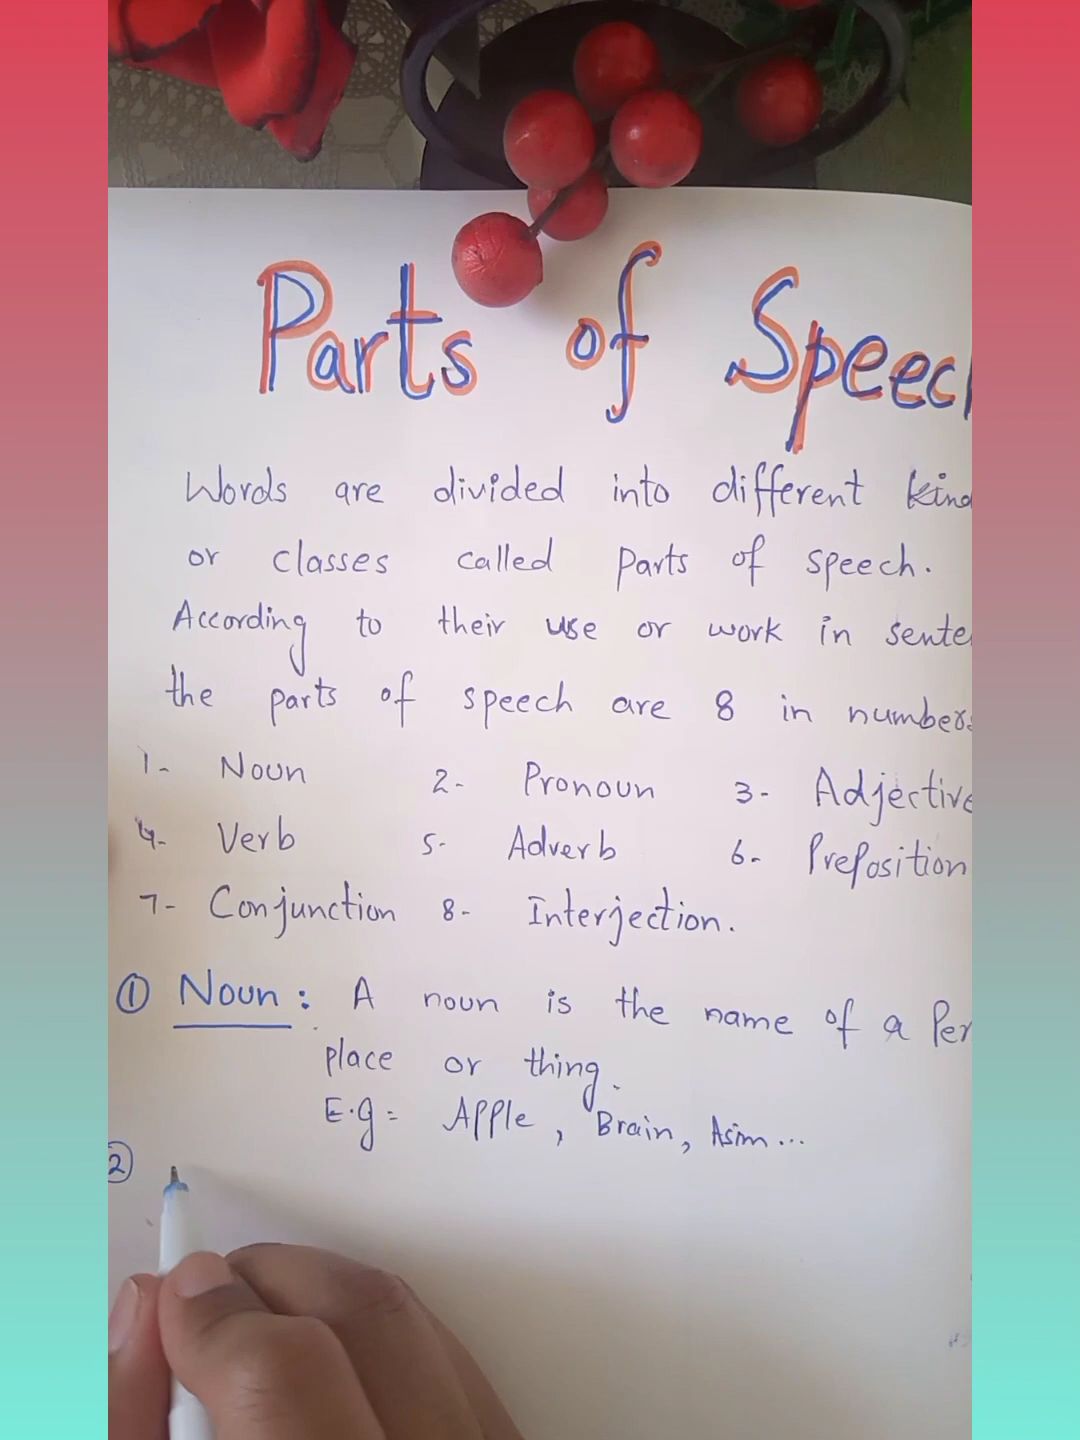 Parts of Speech
Words are divided into different kind
or classes called parts of speech.
According to their use or work in sente
the parts of speech are 8 in numbers
1- Noun 2- Pronoun 3- Adjective
4- Verb 5- Adverb 6- Preposition
7- Conjunction 8- Interjection.
① Noun: A noun is the name of a Per
place or thing.
E.g= Apple, Brain, Asim...
②